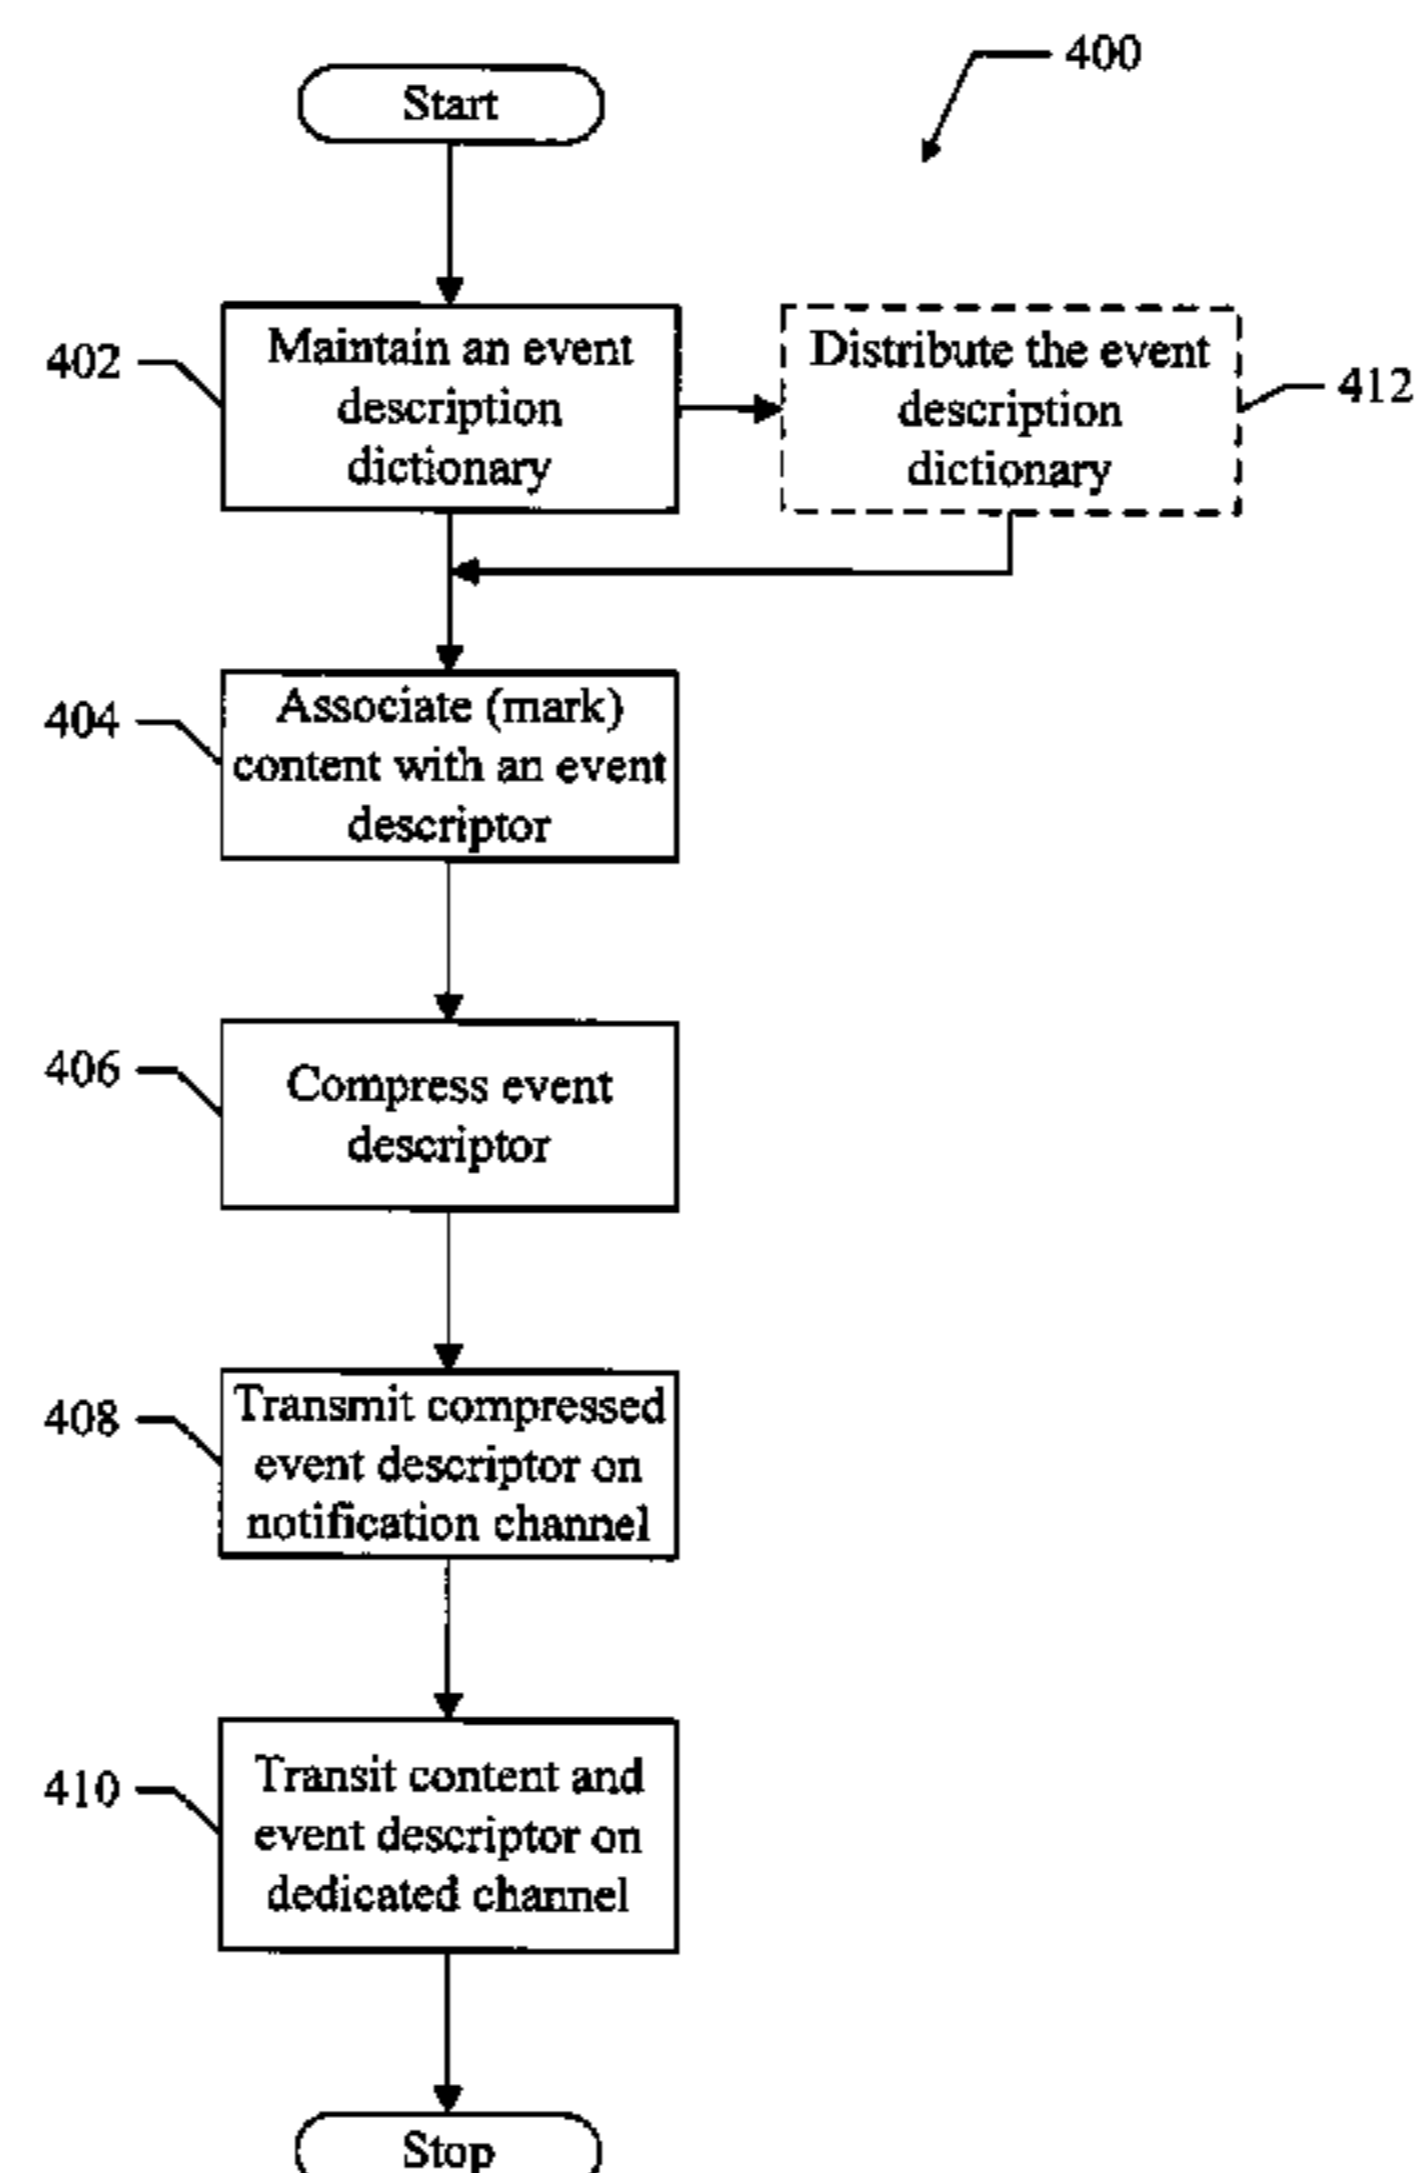 400
Start
402
Maintain an event
description
dictionary
Distribute the event
description
dictionary
412
404
Associate (mark)
content with an event
descriptor
406
Compress event
descriptor
408
Transmit compressed
event descriptor on
notification channel
410
Transit content and
event descriptor on
dedicated channel
Stop